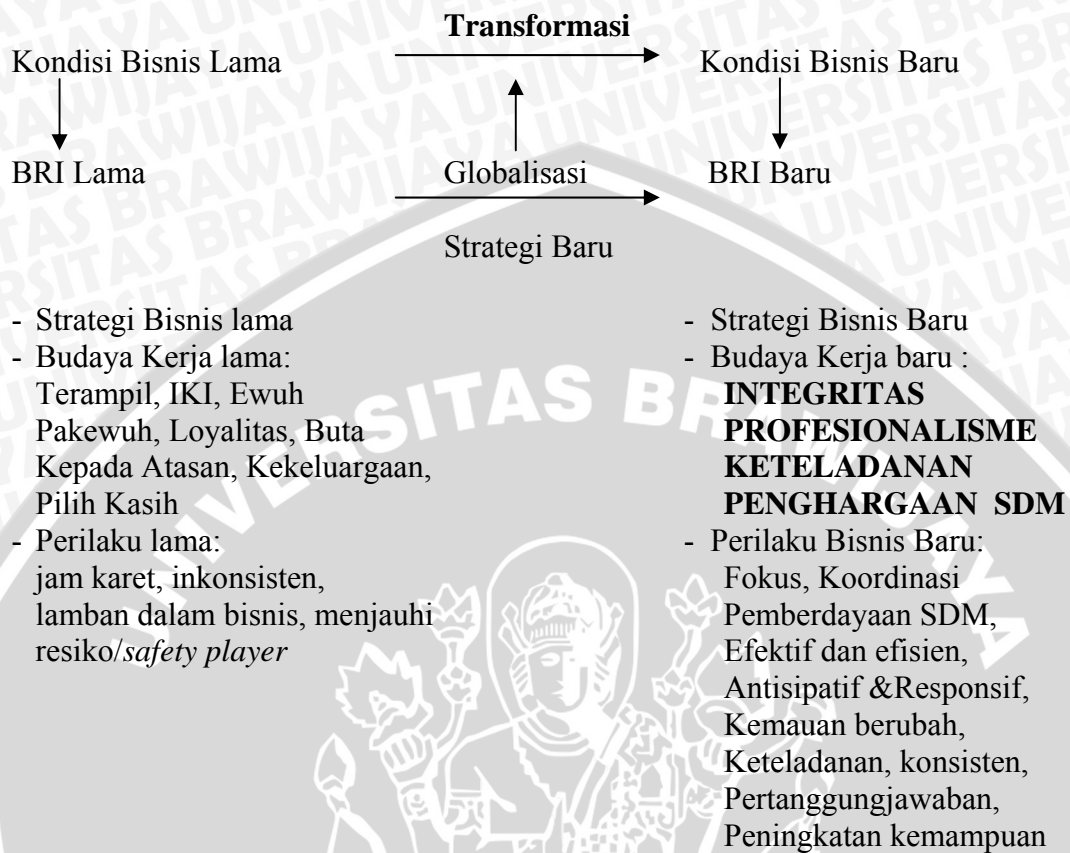 Transformasi
Kondisi Bisnis Lama
Kondisi Bisnis Baru
BRI Lama
Globalisasi
BRI Baru
Strategi Baru
- Strategi Bisnis lama
- Budaya Kerja lama:
Terampil, IKI, Ewuh
Pakewuh, Loyalitas, Buta
Kepada Atasan, Kekeluargaan,
Pilih Kasih
- Perilaku lama:
jam karet, inkonsisten,
lamban dalam bisnis, menjauhi
resiko/safety player
- Strategi Bisnis Baru
- Budaya Kerja baru :
INTEGRITAS
PROFESIONALISME
KETELADANAN
PENGHARGAAN SDM
- Perilaku Bisnis Baru:
Fokus, Koordinasi
Pemberdayaan SDM,
Efektif dan efisien,
Antisipatif &Responsif,
Kemauan berubah,
Keteladanan, konsisten,
Pertanggungjawaban,
Peningkatan kemampuan
UNIVERSITAS BRAWIJAYA